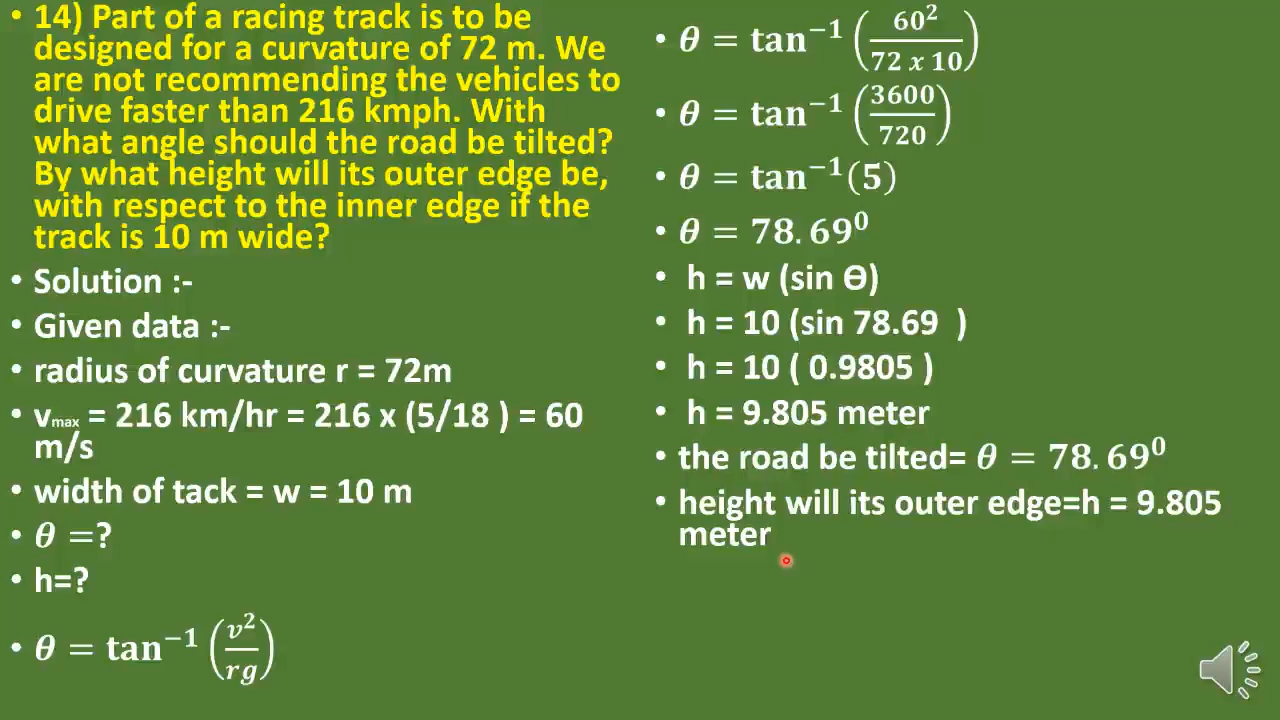 • 14) Part of a racing track is to be
designed for a curvature of 72 m. We
are not recommending the vehicles to
drive faster than 216 kmph. With
what angle should the road be tilted?
By what height will its outer edge be,
with respect to the inner edge if the
track is 10 m wide?
• Solution :-
• Given data :-
• radius of curvature r = 72m
• vmax = 216 km/hr = 216 x (5/18 ) = 60
m/s
• width of tack = w = 10 m
• θ =?
• h=?
• θ = tan⁻¹ (v²/rg)
• θ = tan⁻¹ (60²/72 x 10)
• θ = tan⁻¹ (3600/720)
• θ = tan⁻¹(5)
• θ = 78.69⁰
• h = w (sin ϴ)
• h = 10 (sin 78.69 )
• h = 10 ( 0.9805 )
• h = 9.805 meter
• the road be tilted= θ = 78.69⁰
• height will its outer edge=h = 9.805
meter